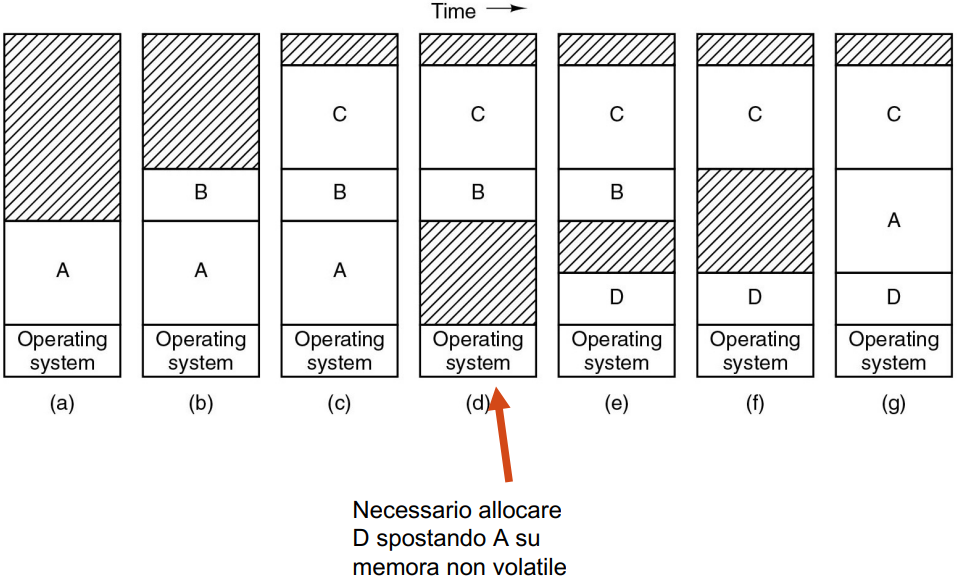 Time
C
C
C
C
C
B
B
B
B
A
A
A
A
D
D
D
Operating
system
Operating
system
Operating
system
Operating
system
Operating
system
Operating
system
Operating
system
(a)
(b)
(c)
(d)
(e)
(f)
(g)
Necessario allocare
D spostando A su
memora non volatile